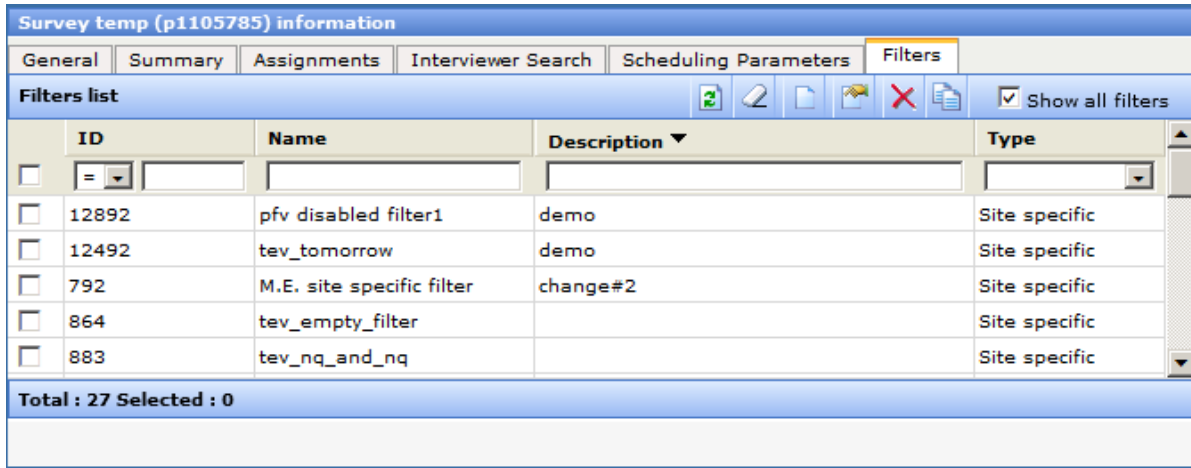 Survey temp (p1105785) information
General Summary Assignments Interviewer Search Scheduling Parameters Filters
Filters list Show all filters
ID Name Description Type
=
12892 pfv disabled filter1 demo Site specific
12492 tev_tomorrow demo Site specific
792 M.E. site specific filter change#2 Site specific
864 tev_empty_filter Site specific
883 tev_nq_and_nq Site specific
Total : 27 Selected : 0